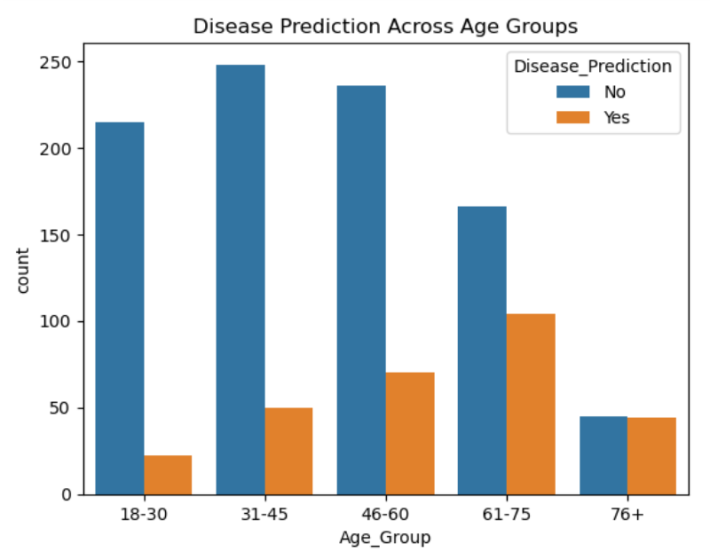 Disease Prediction Across Age Groups
Disease_Prediction
No
Yes
250
200
150
100
50
0
count
18-30 31-45 46-60 61-75 76+
Age_Group